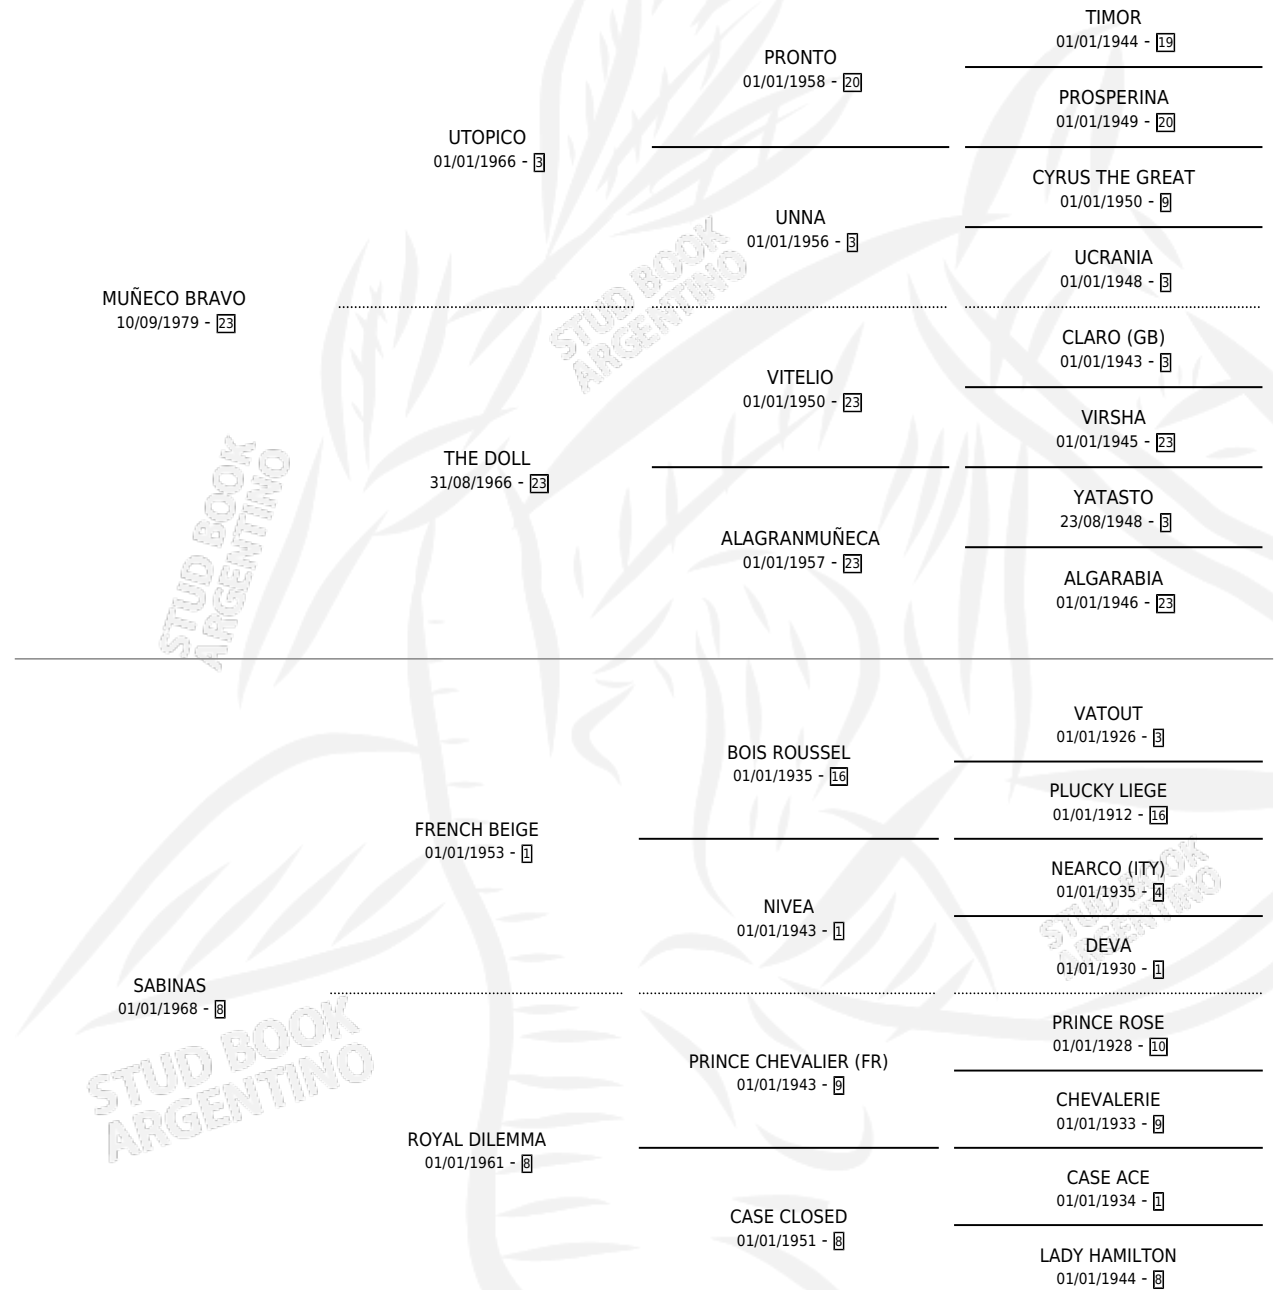 TIMOR
01/01/1944 - 19
PRONTO
01/01/1958 - 20
PROSPERINA
01/01/1949 - 20
UTOPICO
01/01/1966 - 3
CYRUS THE GREAT
01/01/1950 - 9
UNNA
01/01/1956 - 3
UCRANIA
01/01/1948 - 3
MUÑECO BRAVO
10/09/1979 - 23
CLARO (GB)
01/01/1943 - 3
VITELIO
01/01/1950 - 23
VIRSHA
01/01/1945 - 23
THE DOLL
31/08/1966 - 23
YATASTO
23/08/1948 - 3
ALAGRANMUÑECA
01/01/1957 - 23
ALGARABIA
01/01/1946 - 23
VATOUT
01/01/1926 - 3
BOIS ROUSSEL
01/01/1935 - 16
PLUCKY LIEGE
01/01/1912 - 16
FRENCH BEIGE
01/01/1953 - 1
NEARCO (ITY)
01/01/1935 - 4
NIVEA
01/01/1943 - 1
DEVA
01/01/1930 - 1
SABINAS
01/01/1968 - 8
PRINCE ROSE
01/01/1928 - 10
PRINCE CHEVALIER (FR)
01/01/1943 - 9
CHEVALERIE
01/01/1933 - 9
ROYAL DILEMMA
01/01/1961 - 8
CASE ACE
01/01/1934 - 1
CASE CLOSED
01/01/1951 - 8
LADY HAMILTON
01/01/1944 - 8
STUD BOOK
ARGENTINO
STUD BOOK
ARGENTINO
STUD BOOK
ARGENTINO
STUD BOOK
ARGENTINO